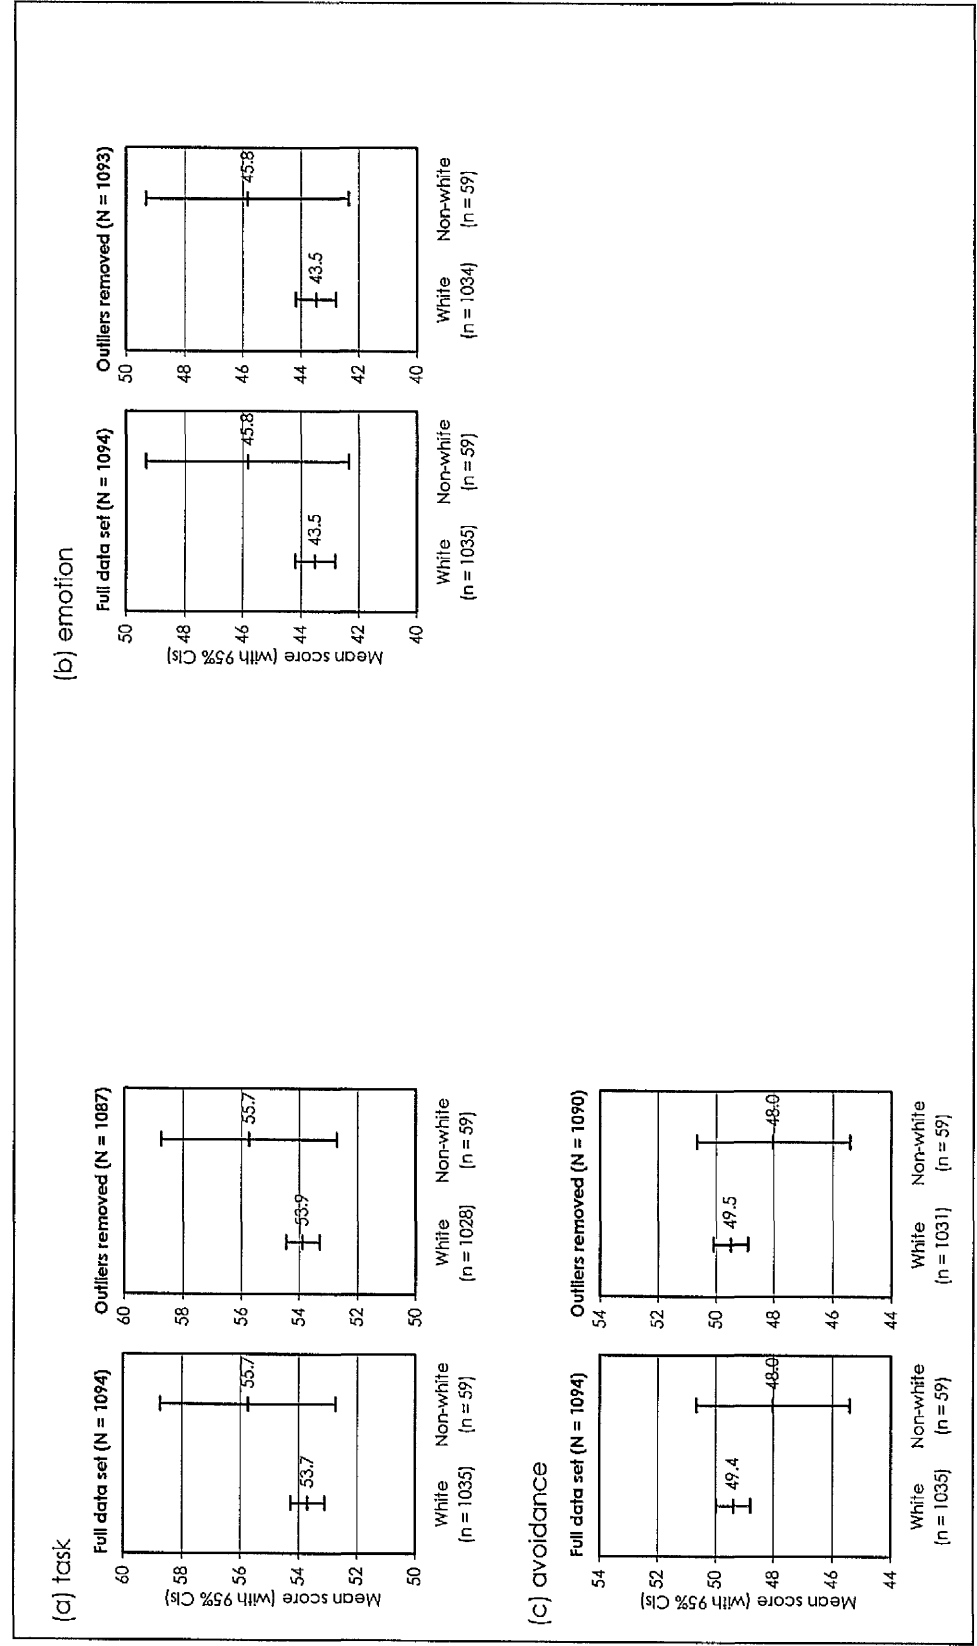 (a) task
Full data set (N = 1094)
Mean score (with 95% CIs)
60
58
56
54
52
50
53.7
55.7
White
(n = 1035)
Non-white
(n = 59)
Outliers removed (N = 1087)
60
58
56
54
52
50
53.9
55.7
White
(n = 1028)
Non-white
(n = 59)
(b) emotion
Full data set (N = 1094)
Mean score (with 95% CIs)
50
48
46
44
42
40
43.5
45.8
White
(n = 1035)
Non-white
(n = 59)
Outliers removed (N = 1093)
50
48
46
44
42
40
43.5
45.8
White
(n = 1034)
Non-white
(n = 59)
(c) avoidance
Full data set (N = 1094)
Mean score (with 95% CIs)
54
52
50
48
46
44
49.4
48.0
White
(n = 1035)
Non-white
(n = 59)
Outliers removed (N = 1090)
54
52
50
48
46
44
49.5
48.0
White
(n = 1031)
Non-white
(n = 59)